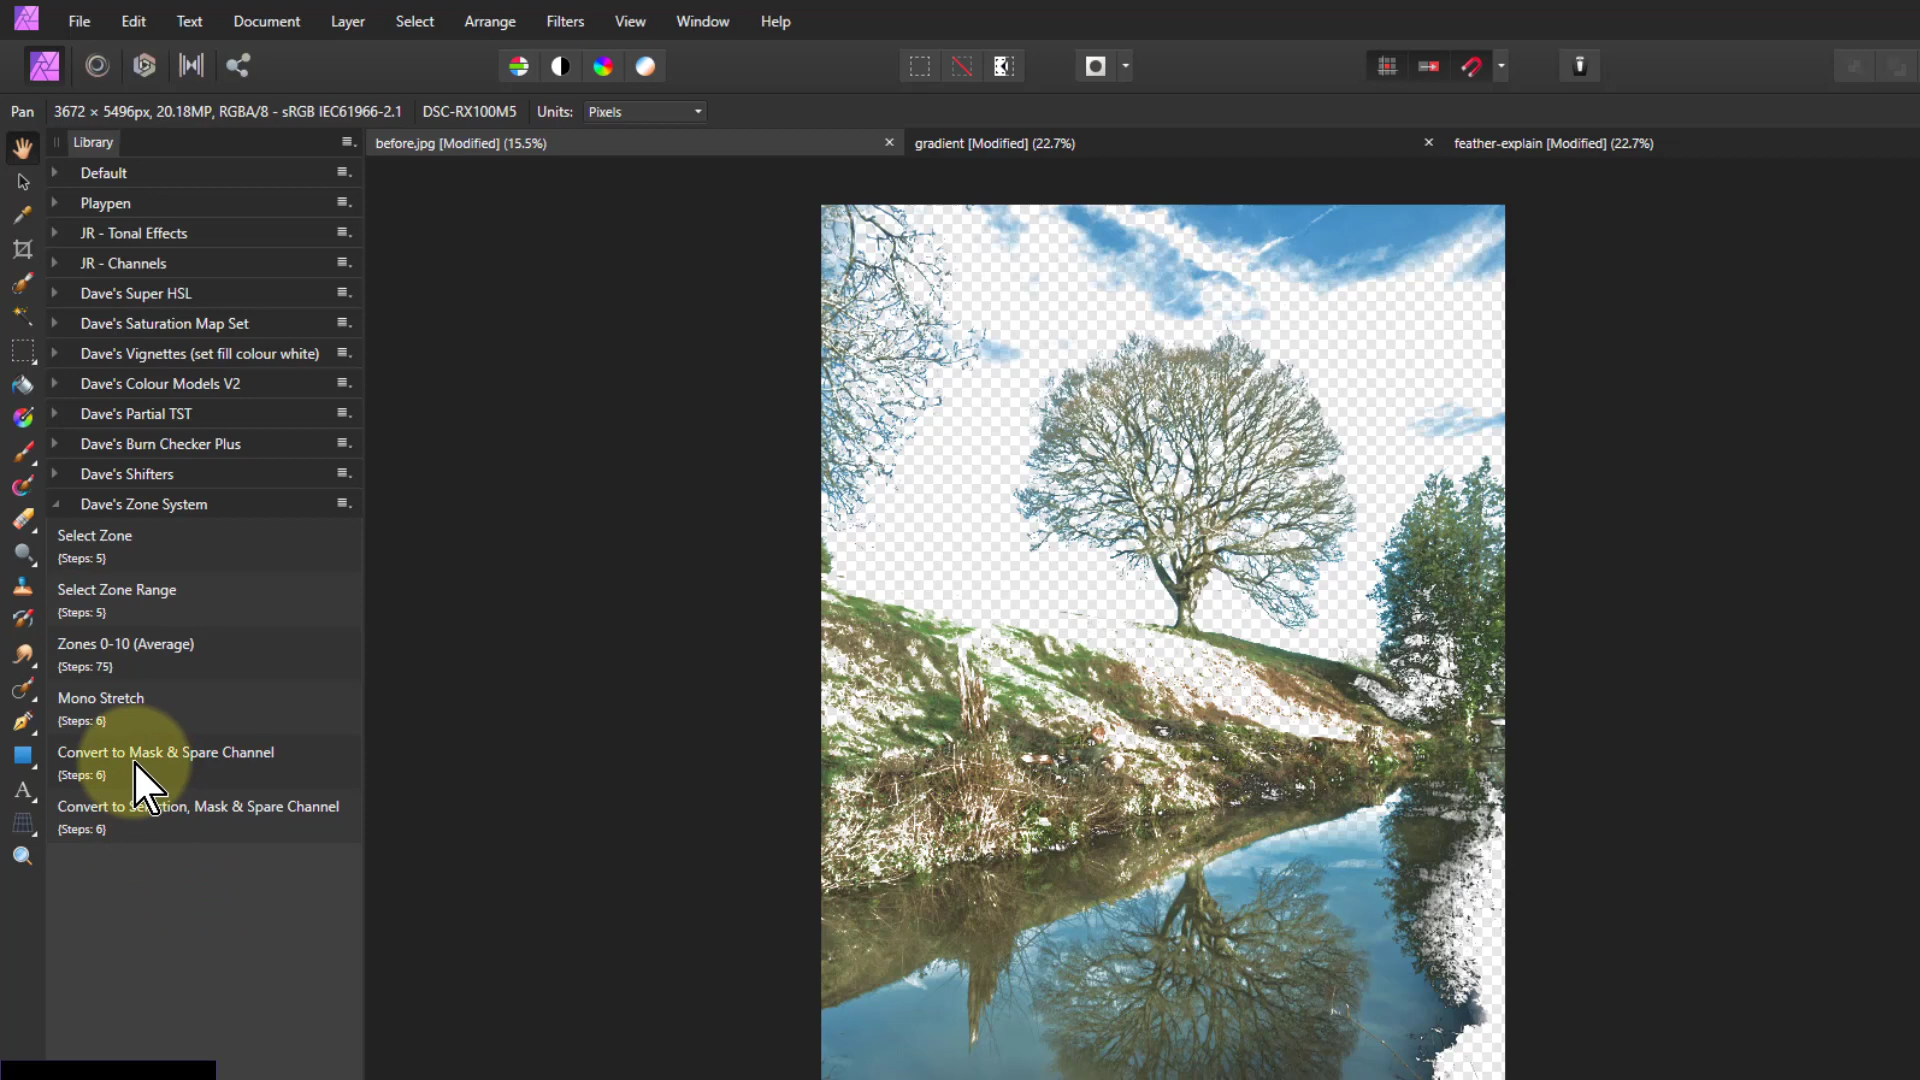 File Edit Text Document Layer Select Arrange Filters View Window Help
Pan 3672 × 5496px, 20.18MP, RGBA/8 - sRGB IEC61966-2.1 DSC-RX100M5 Units: Pixels
Library before.jpg [Modified] (15.5%) gradient [Modified] (22.7%) feather-explain [Modified] (22.7%)
Default
Playpen
JR - Tonal Effects
JR - Channels
Dave's Super HSL
Dave's Saturation Map Set
Dave's Vignettes (set fill colour white)
Dave's Colour Models V2
Dave's Partial TST
Dave's Burn Checker Plus
Dave's Shifters
Dave's Zone System
Select Zone
{Steps: 5}
Select Zone Range
{Steps: 5}
Zones 0-10 (Average)
{Steps: 75}
Mono Stretch
{Steps: 6}
Convert to Mask & Spare Channel
{Steps: 6}
Convert to Selection, Mask & Spare Channel
{Steps: 6}